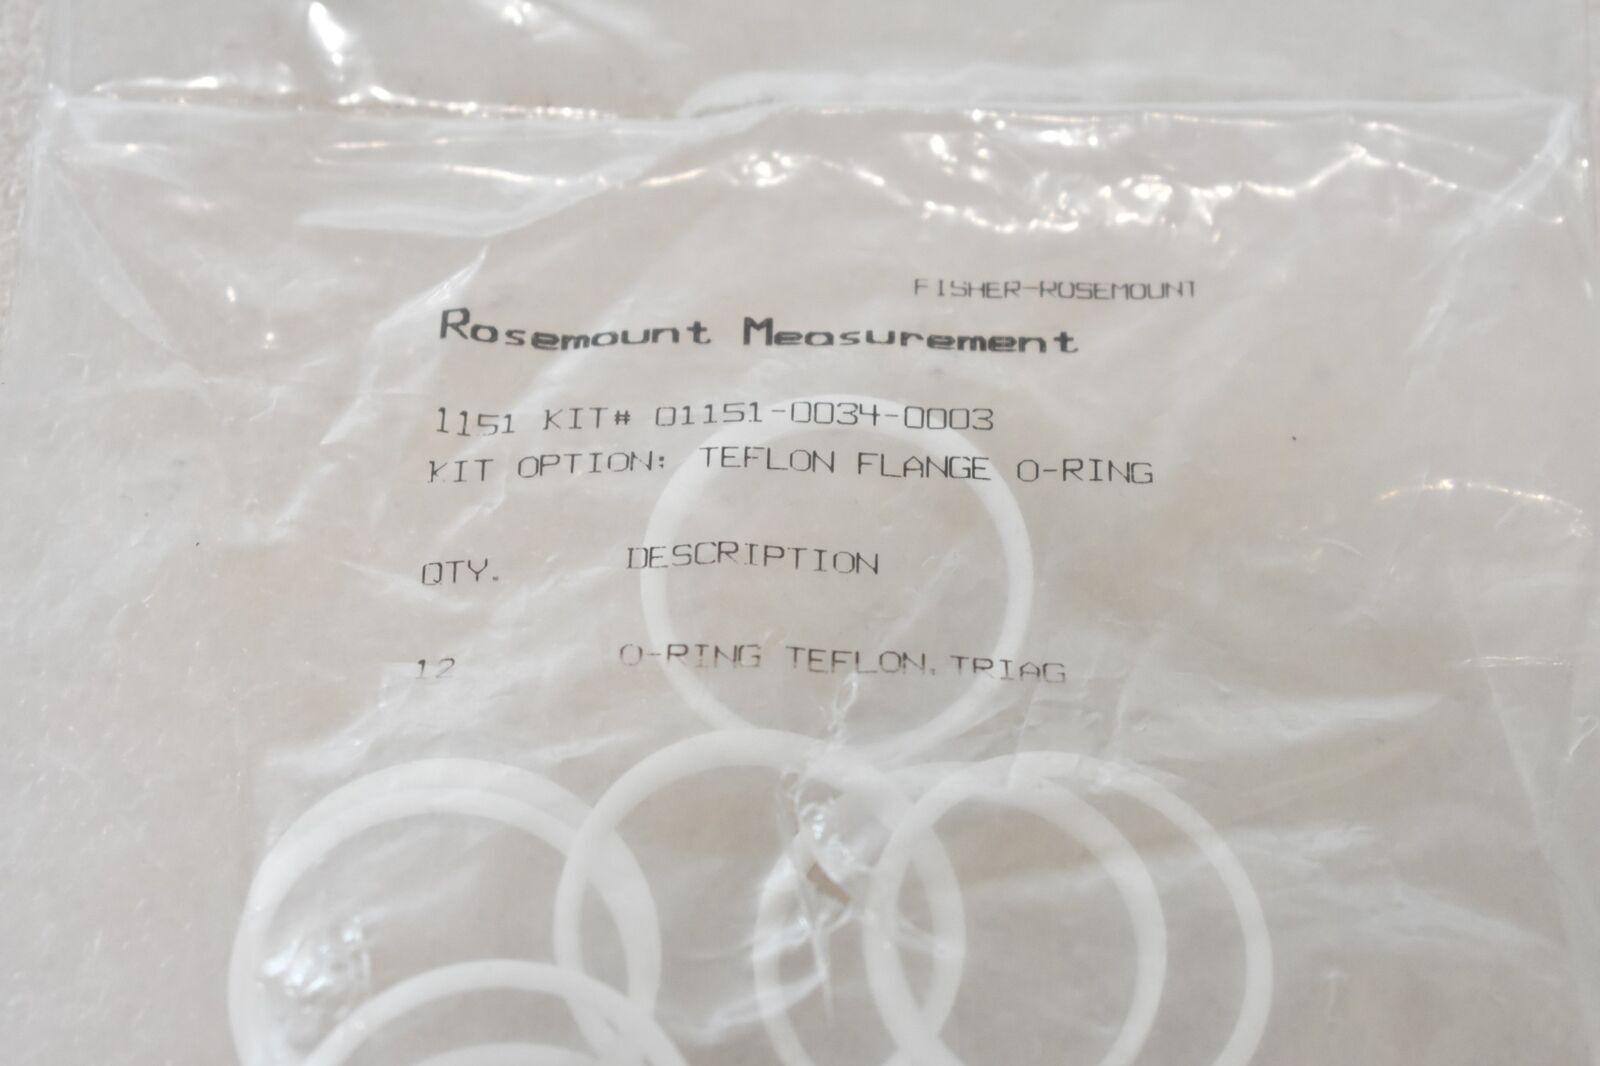 FISHER-ROSEMOUNT
Rosemount Measurement
1151 KIT# 01151-0034-0003
KIT OPTION: TEFLON FLANGE O-RING
QTY. DESCRIPTION
12 O-RING TEFLON, TRIAG